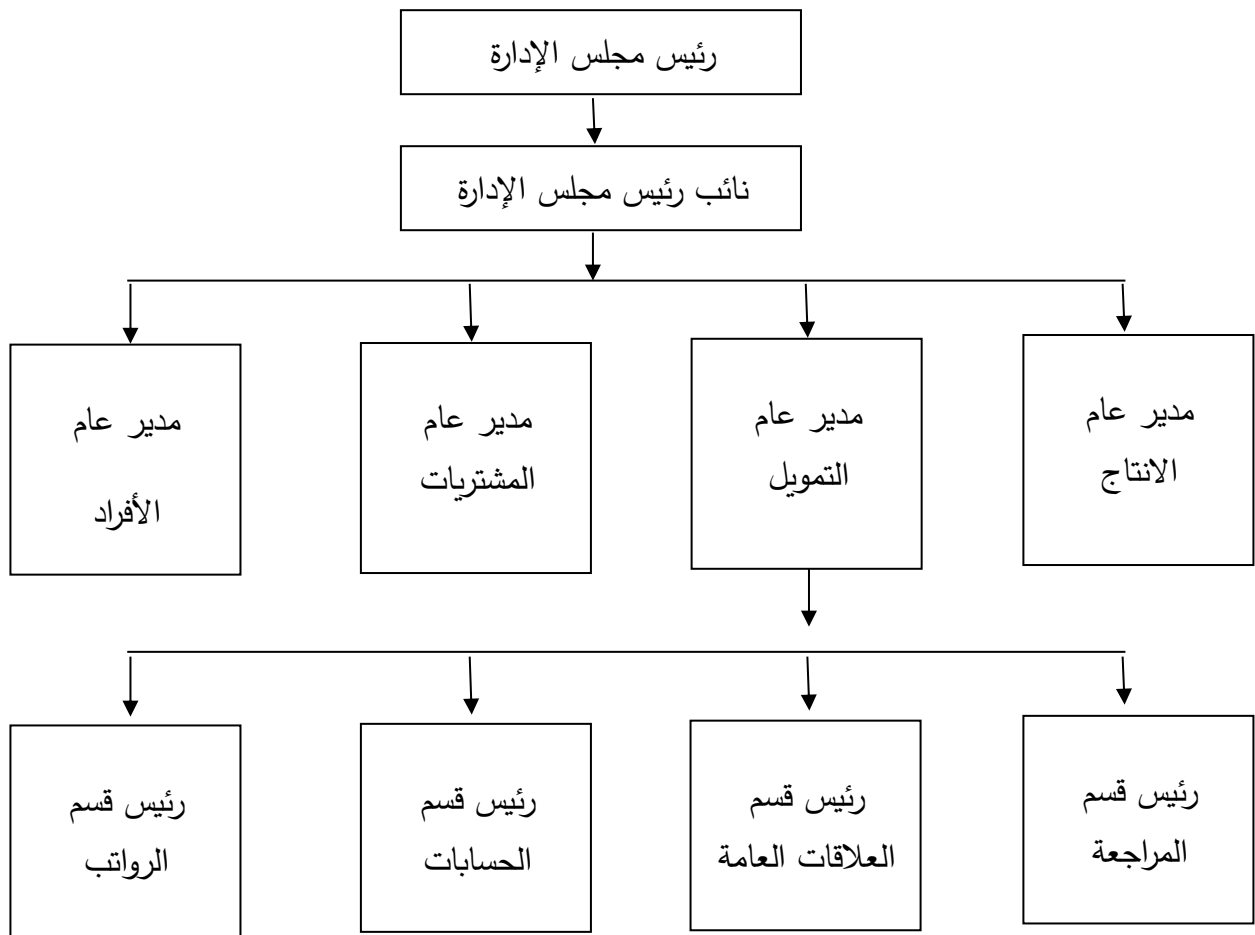 رئيس مجلس الإدارة
نائب رئيس مجلس الإدارة
مدير عام
الانتاج
مدير عام
التمويل
مدير عام
المشتريات
مدير عام
الأفراد
رئيس قسم
المراجعة
رئيس قسم
العلاقات العامة
رئيس قسم
الحسابات
رئيس قسم
الرواتب